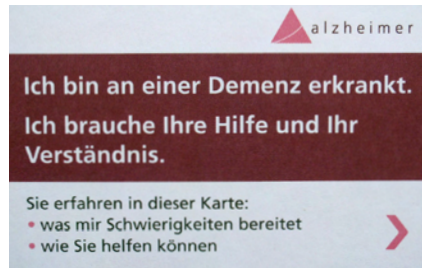 alzheimer
Ich bin an einer Demenz erkrankt.
Ich brauche Ihre Hilfe und Ihr
Verständnis.
Sie erfahren in dieser Karte:
• was mir Schwierigkeiten bereitet
• wie Sie helfen können